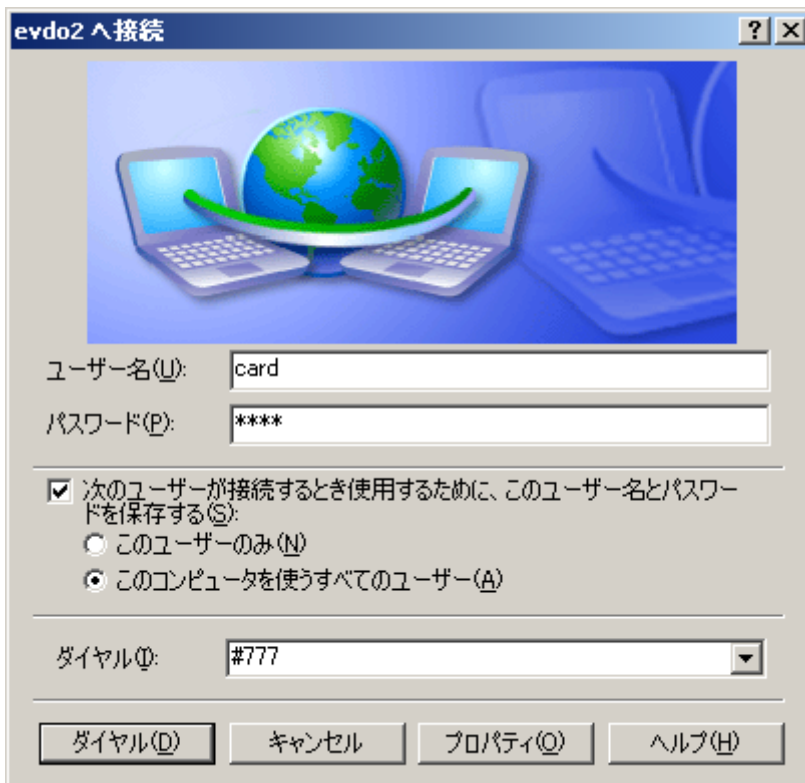 evdo2 へ接続
ユーザー名(U):
card
パスワード(P):
****
次のユーザーが接続するとき使用するために、このユーザー名とパスワー
ドを保存する(S):
このユーザーのみ(N)
このコンピュータを使うすべてのユーザー(A)
ダイヤル(I):
#777
ダイヤル(D)
キャンセル
プロパティ(O)
ヘルプ(H)